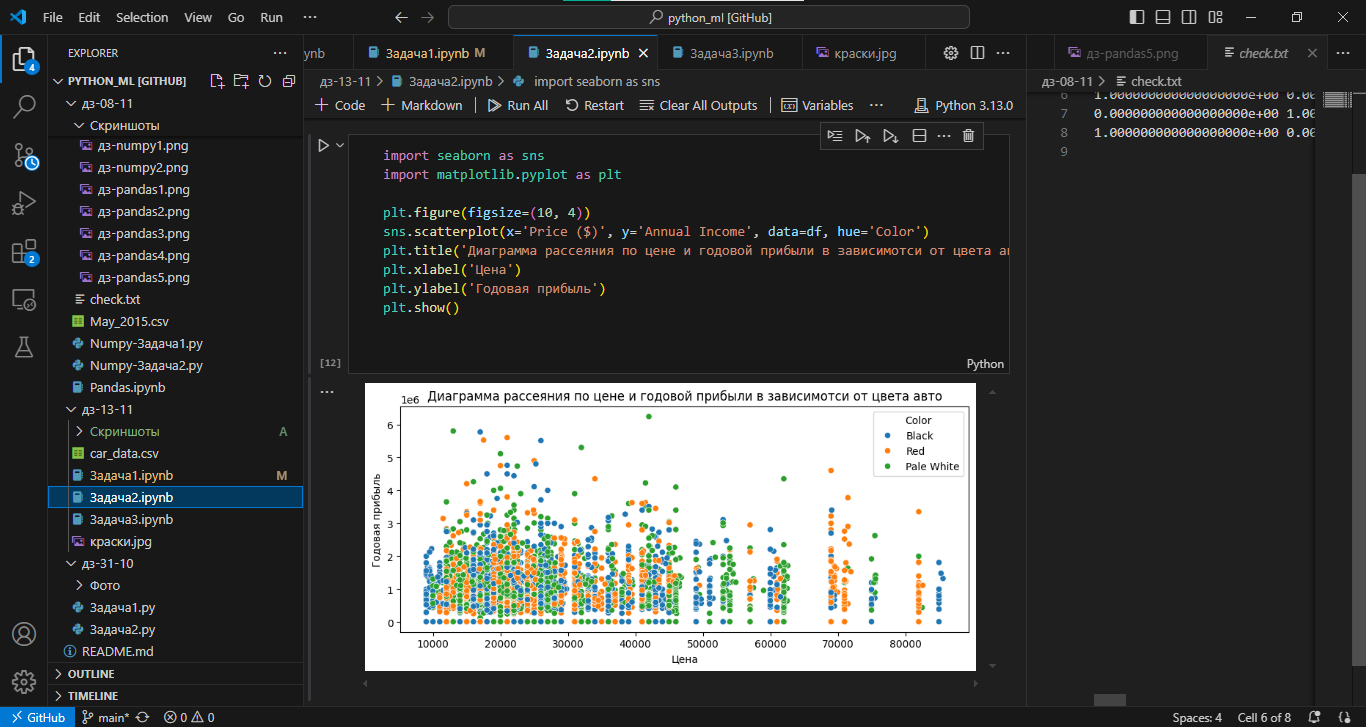 File Edit Selection View Go Run ···
python_ml [GitHub]
EXPLORER
PYTHON_ML [GITHUB]
дз-08-11
Скриншоты
дз-numpy1.png
дз-numpy2.png
дз-pandas1.png
дз-pandas2.png
дз-pandas3.png
дз-pandas4.png
дз-pandas5.png
check.txt
May_2015.csv
Numpy-Задача1.py
Numpy-Задача2.py
Pandas.ipynb
дз-13-11
Скриншоты A
car_data.csv
Задача1.ipynb M
Задача2.ipynb
Задача3.ipynb
краски.jpg
дз-31-10
Фото
Задача1.py
Задача2.py
README.md
OUTLINE
TIMELINE
4
2
ynb Задача1.ipynb M Задача2.ipynb Задача3.ipynb краски.jpg
дз-13-11 > Задача2.ipynb > import seaborn as sns
+ Code + Markdown Run All Restart Clear All Outputs Variables ··· Python 3.13.0
import seaborn as sns
import matplotlib.pyplot as plt
plt.figure(figsize=(10, 4))
sns.scatterplot(x='Price ($)', y='Annual Income', data=df, hue='Color')
plt.title('Диаграмма рассеяния по цене и годовой прибыли в зависимотси от цвета ав
plt.xlabel('Цена')
plt.ylabel('Годовая прибыль')
plt.show()
[12]
Python
1e6
Диаграмма рассеяния по цене и годовой прибыли в зависимотси от цвета авто
Color
Black
Red
Pale White
Годовая прибыль
6
5
4
3
2
1
0
10000 20000 30000 40000 50000 60000 70000 80000
Цена
дз-pandas5.png check.txt
дз-08-11 > check.txt
6 1.000000000000000000e+00 0.00
7 0.000000000000000000e+00 1.00
8 1.000000000000000000e+00 0.00
9
GitHub main* 0 0
Spaces: 4 Cell 6 of 8